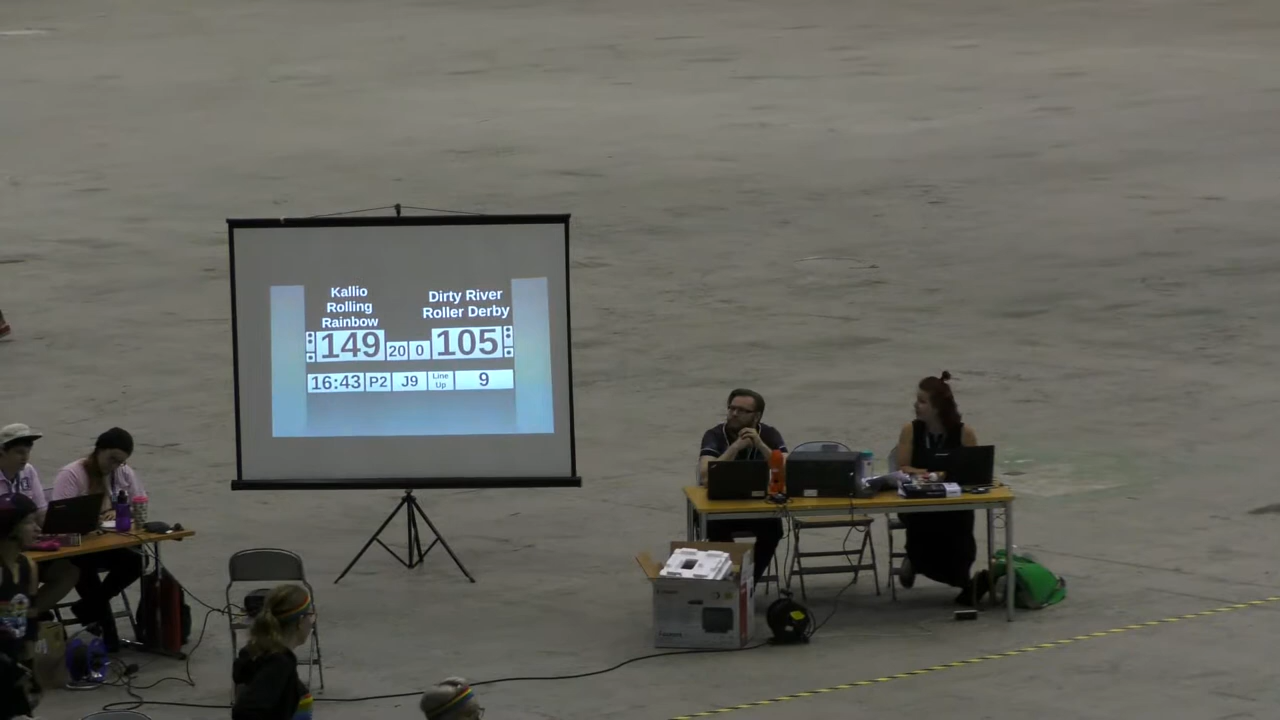 Kallio
Rolling
Rainbow
Dirty River
Roller Derby
149 20 0 105
16:43 P2 J9 Line Up 9